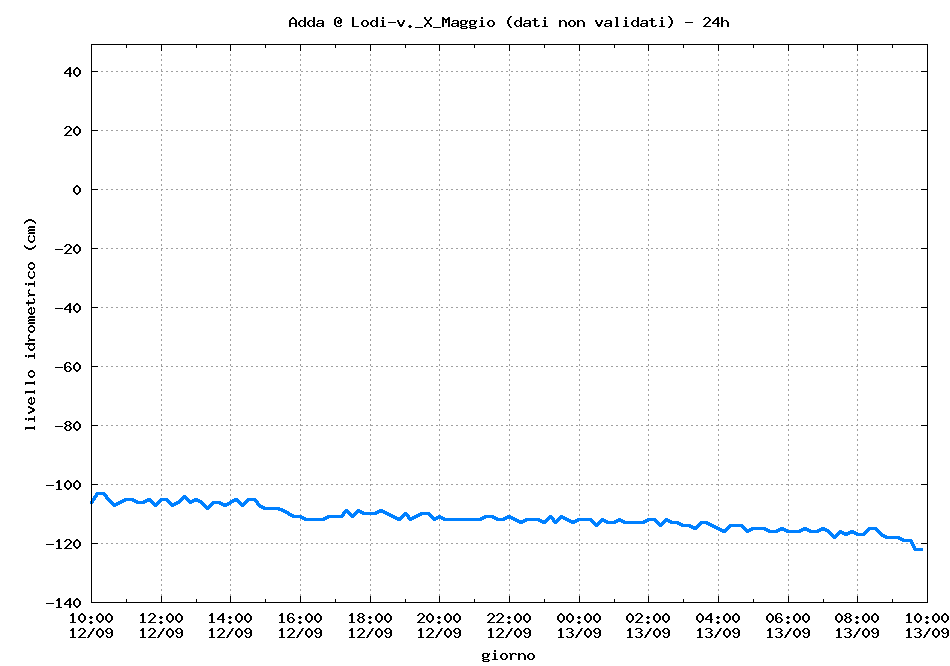 Adda @ Lodi-v._X_Maggio (dati non validati) - 24h
40
20
0
-20
-40
-60
-80
-100
-120
-140
livello idrometrico (cm)
10:00 12:00 14:00 16:00 18:00 20:00 22:00 00:00 02:00 04:00 06:00 08:00 10:00
12/09 12/09 12/09 12/09 12/09 12/09 12/09 13/09 13/09 13/09 13/09 13/09 13/09
giorno